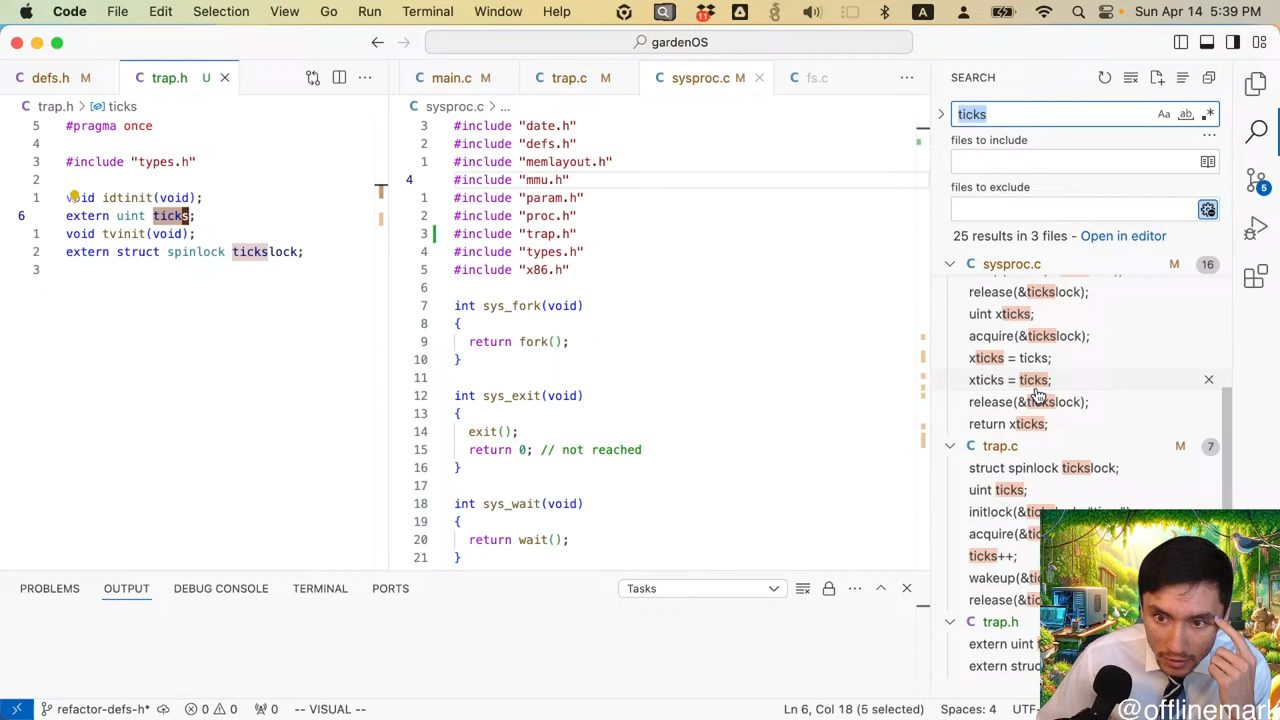 Code File Edit Selection View Go Run Terminal Window Help 11 A Sun Apr 14 5:39 PM
gardenOS
defs.h M trap.h U
main.c M trap.c M sysproc.c M fs.c
trap.h > ticks
5 #pragma once
4
3 #include "types.h"
2
1 void idtinit(void);
6 extern uint ticks;
1 void tvinit(void);
2 extern struct spinlock tickslock;
3
sysproc.c > ...
3 #include "date.h"
2 #include "defs.h"
1 #include "memlayout.h"
4 #include "mmu.h"
1 #include "param.h"
2 #include "proc.h"
3 #include "trap.h"
4 #include "types.h"
5 #include "x86.h"
6
7 int sys_fork(void)
8 {
9 return fork();
10 }
11
12 int sys_exit(void)
13 {
14 exit();
15 return 0; // not reached
16 }
17
18 int sys_wait(void)
19 {
20 return wait();
21 }
SEARCH
ticks
Aa ab .*
files to include
files to exclude
25 results in 3 files - Open in editor
sysproc.c M 16
release(&tickslock);
uint xticks;
acquire(&tickslock);
xticks = ticks;
xticks = ticks;
release(&tickslock);
return xticks;
trap.c M 7
struct spinlock tickslock;
uint ticks;
initlock(&tick
acquire(&ti
ticks++;
wakeup(&ti
release(&ti
trap.h
extern uint t
extern struc
5
PROBLEMS OUTPUT DEBUG CONSOLE TERMINAL PORTS Tasks
refactor-defs-h* 0 0 0 -- VISUAL -- Ln 6, Col 18 (5 selected) Spaces: 4 UTF-
@offlinemark